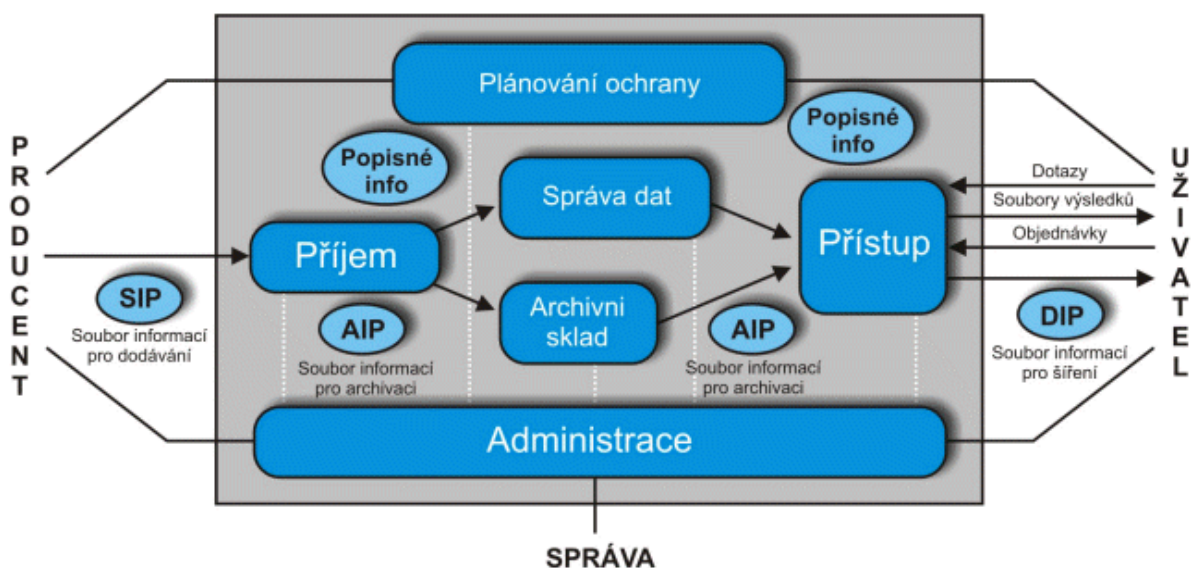 Plánování ochrany
Popisné
info
Popisné
info
PRODUCENT
UŽIVATEL
Správa dat
Příjem
Přístup
Dotazy
Soubory výsledků
Objednávky
SIP
Soubor informací
pro dodávání
AIP
Soubor informací
pro archivaci
Archivni
sklad
AIP
Soubor informací
pro archivaci
DIP
Soubor informací
pro šíření
Administrace
SPRÁVA